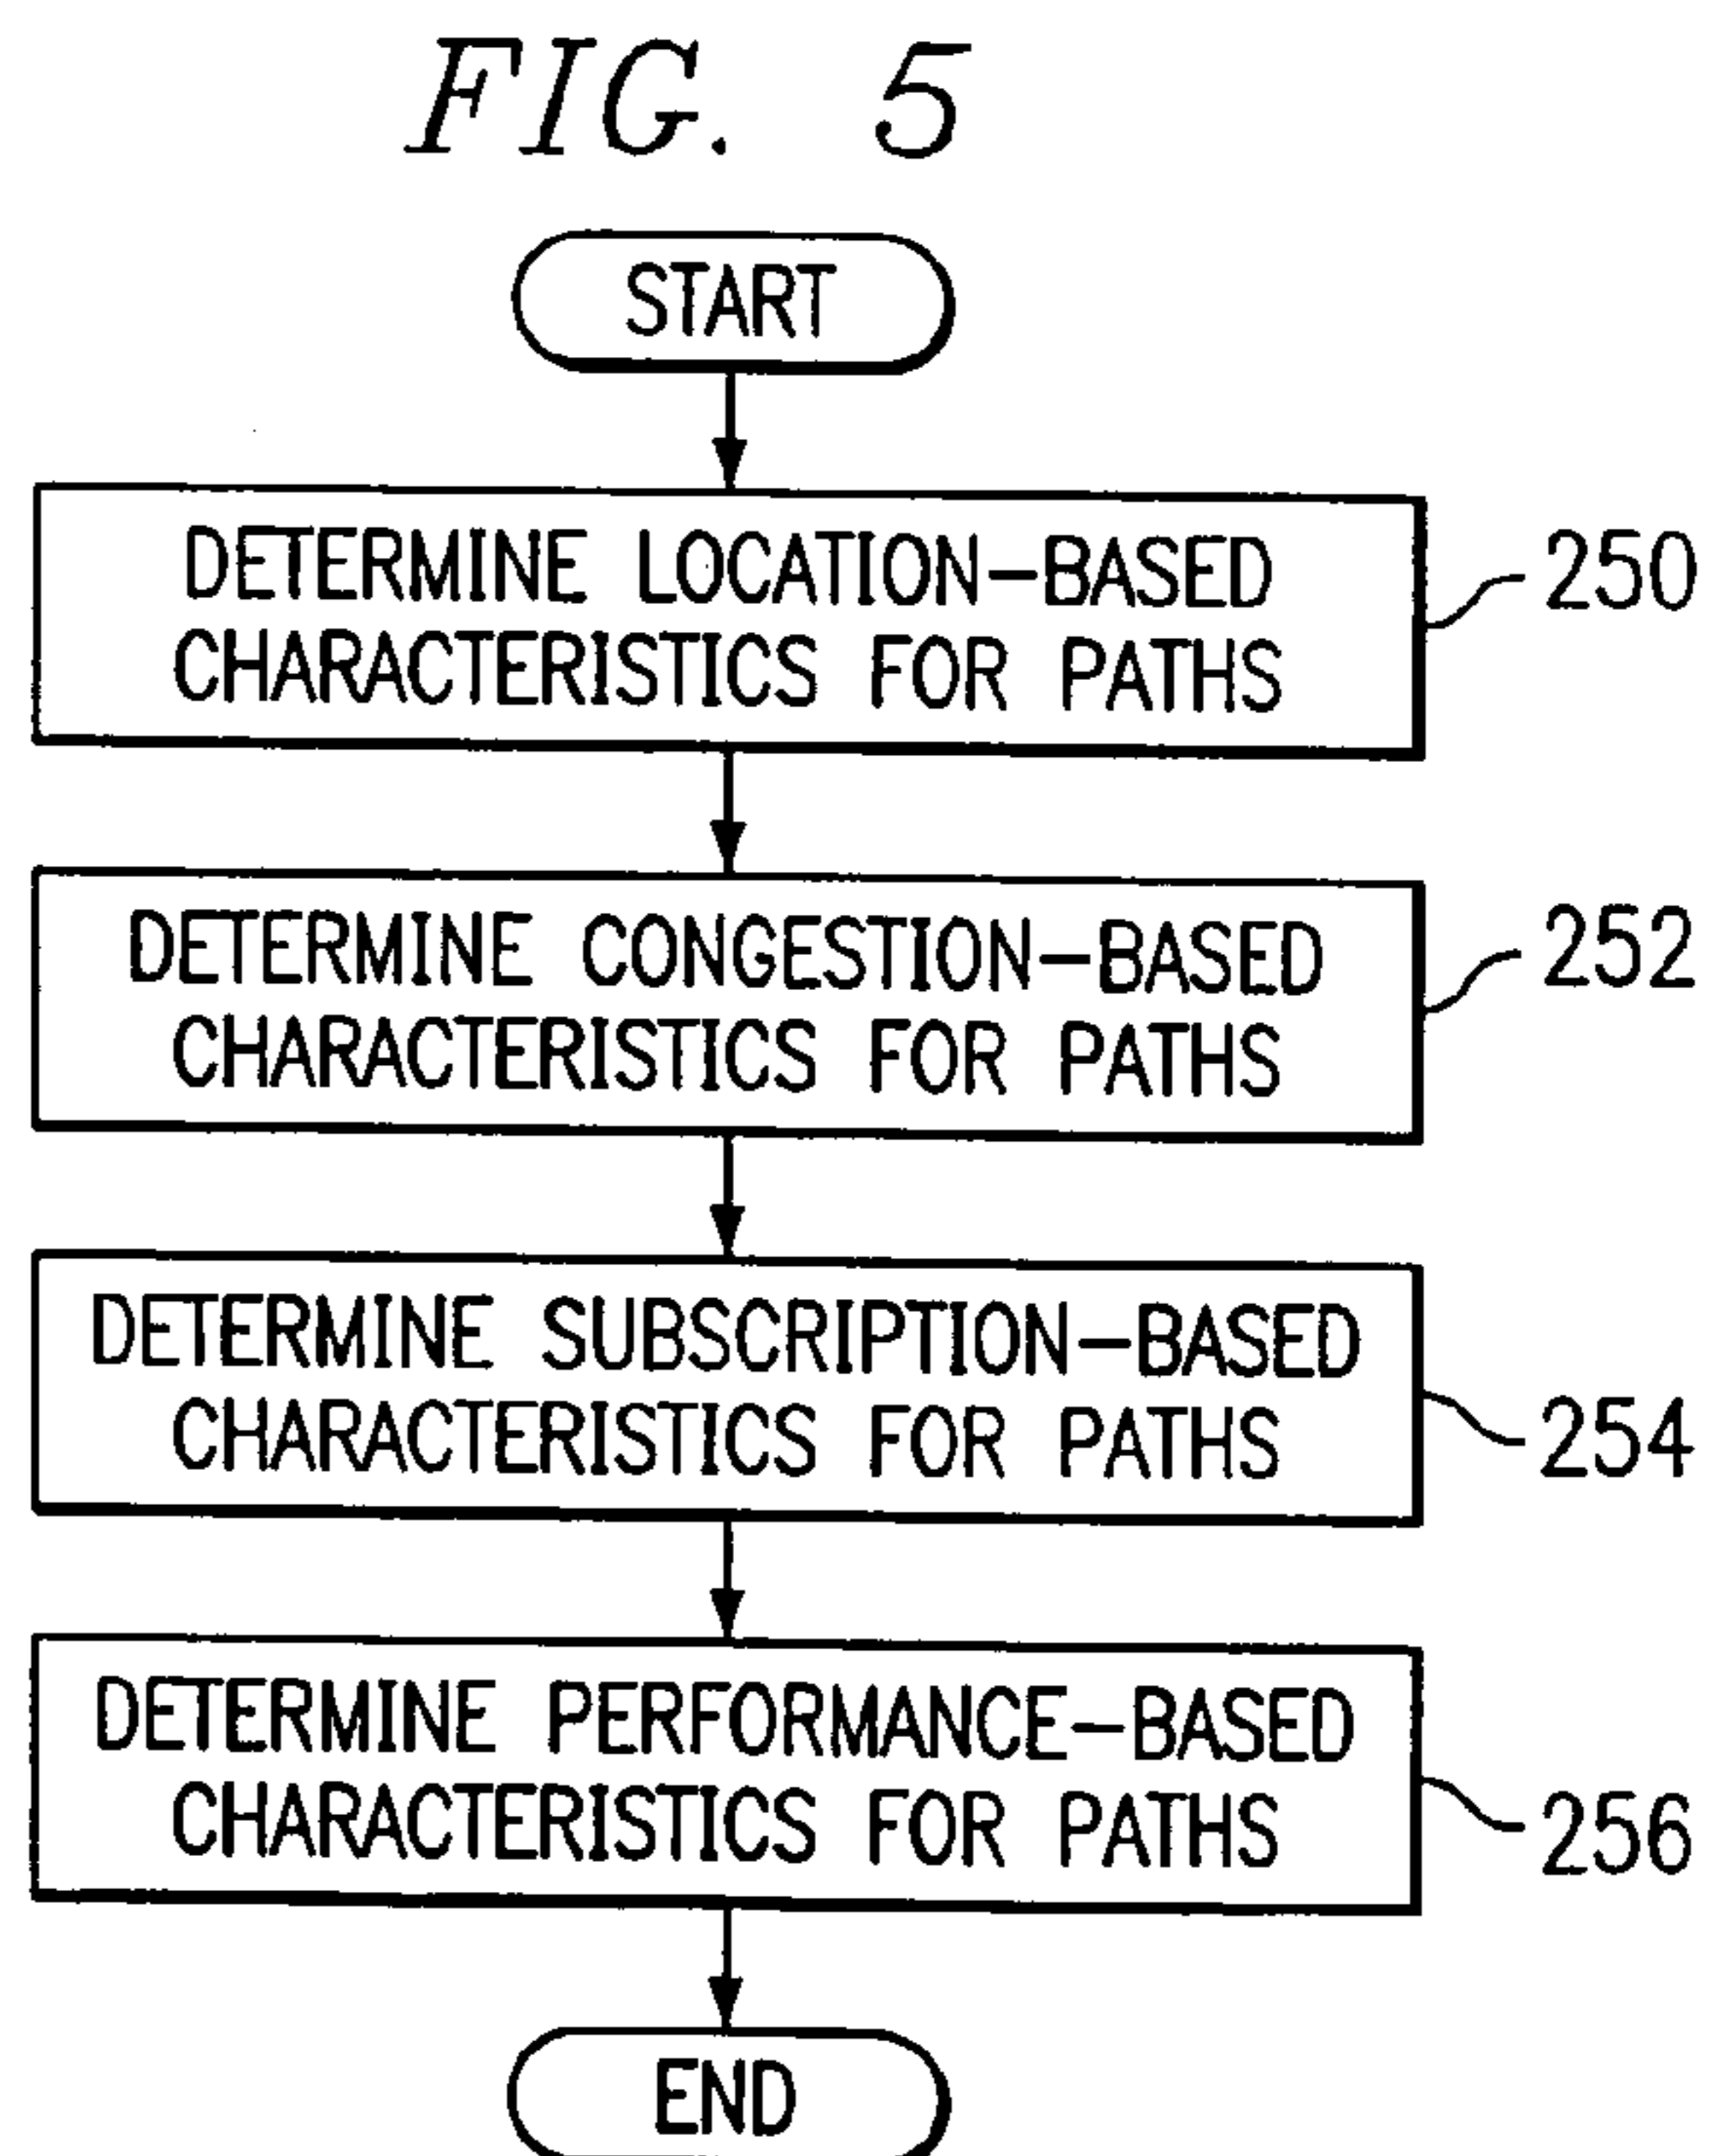 FIG. 5
START
DETERMINE LOCATION-BASED
CHARACTERISTICS FOR PATHS
250
DETERMINE CONGESTION-BASED
CHARACTERISTICS FOR PATHS
252
DETERMINE SUBSCRIPTION-BASED
CHARACTERISTICS FOR PATHS
254
DETERMINE PERFORMANCE-BASED
CHARACTERISTICS FOR PATHS
256
END